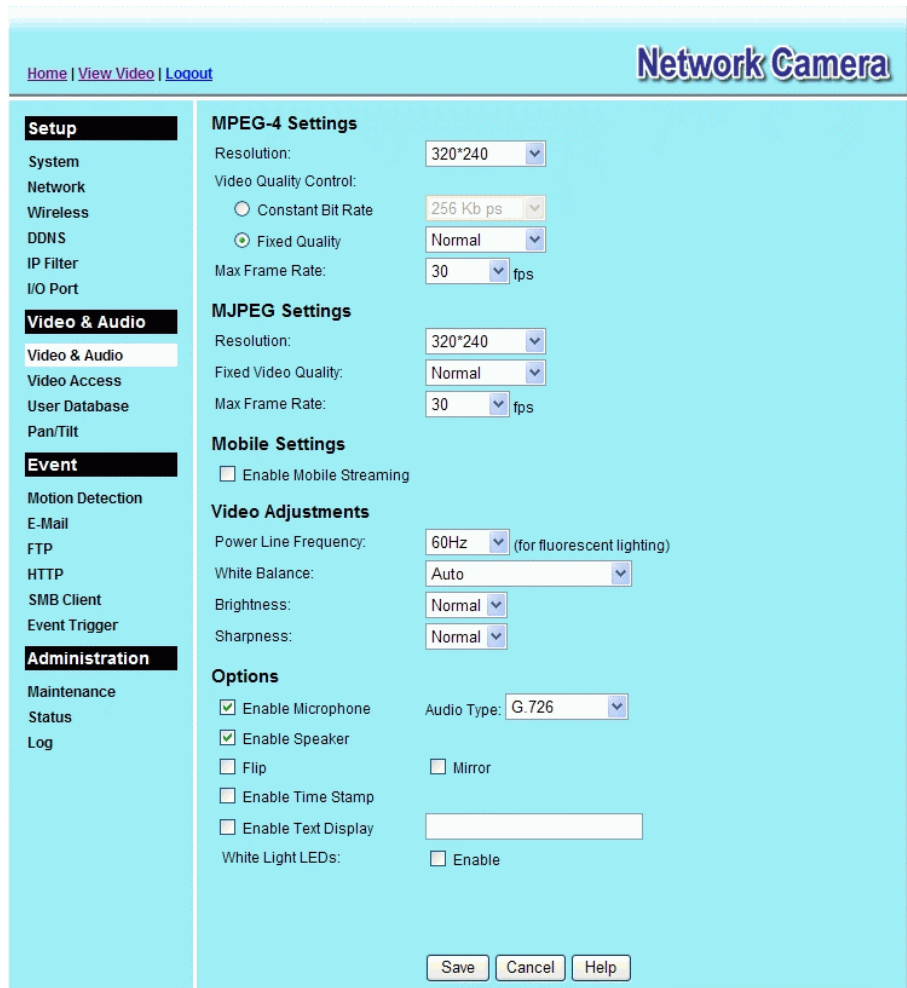 Home | View Video | Logout
Network Camera
Setup
System
Network
Wireless
DDNS
IP Filter
I/O Port
Video & Audio
Video & Audio
Video Access
User Database
Pan/Tilt
Event
Motion Detection
E-Mail
FTP
HTTP
SMB Client
Event Trigger
Administration
Maintenance
Status
Log
MPEG-4 Settings
Resolution: 320*240
Video Quality Control:
Constant Bit Rate 256 Kb ps
Fixed Quality Normal
Max Frame Rate: 30 fps
MJPEG Settings
Resolution: 320*240
Fixed Video Quality: Normal
Max Frame Rate: 30 fps
Mobile Settings
Enable Mobile Streaming
Video Adjustments
Power Line Frequency: 60Hz (for fluorescent lighting)
White Balance: Auto
Brightness: Normal
Sharpness: Normal
Options
Enable Microphone Audio Type: G.726
Enable Speaker
Flip Mirror
Enable Time Stamp
Enable Text Display
White Light LEDs: Enable
Save Cancel Help